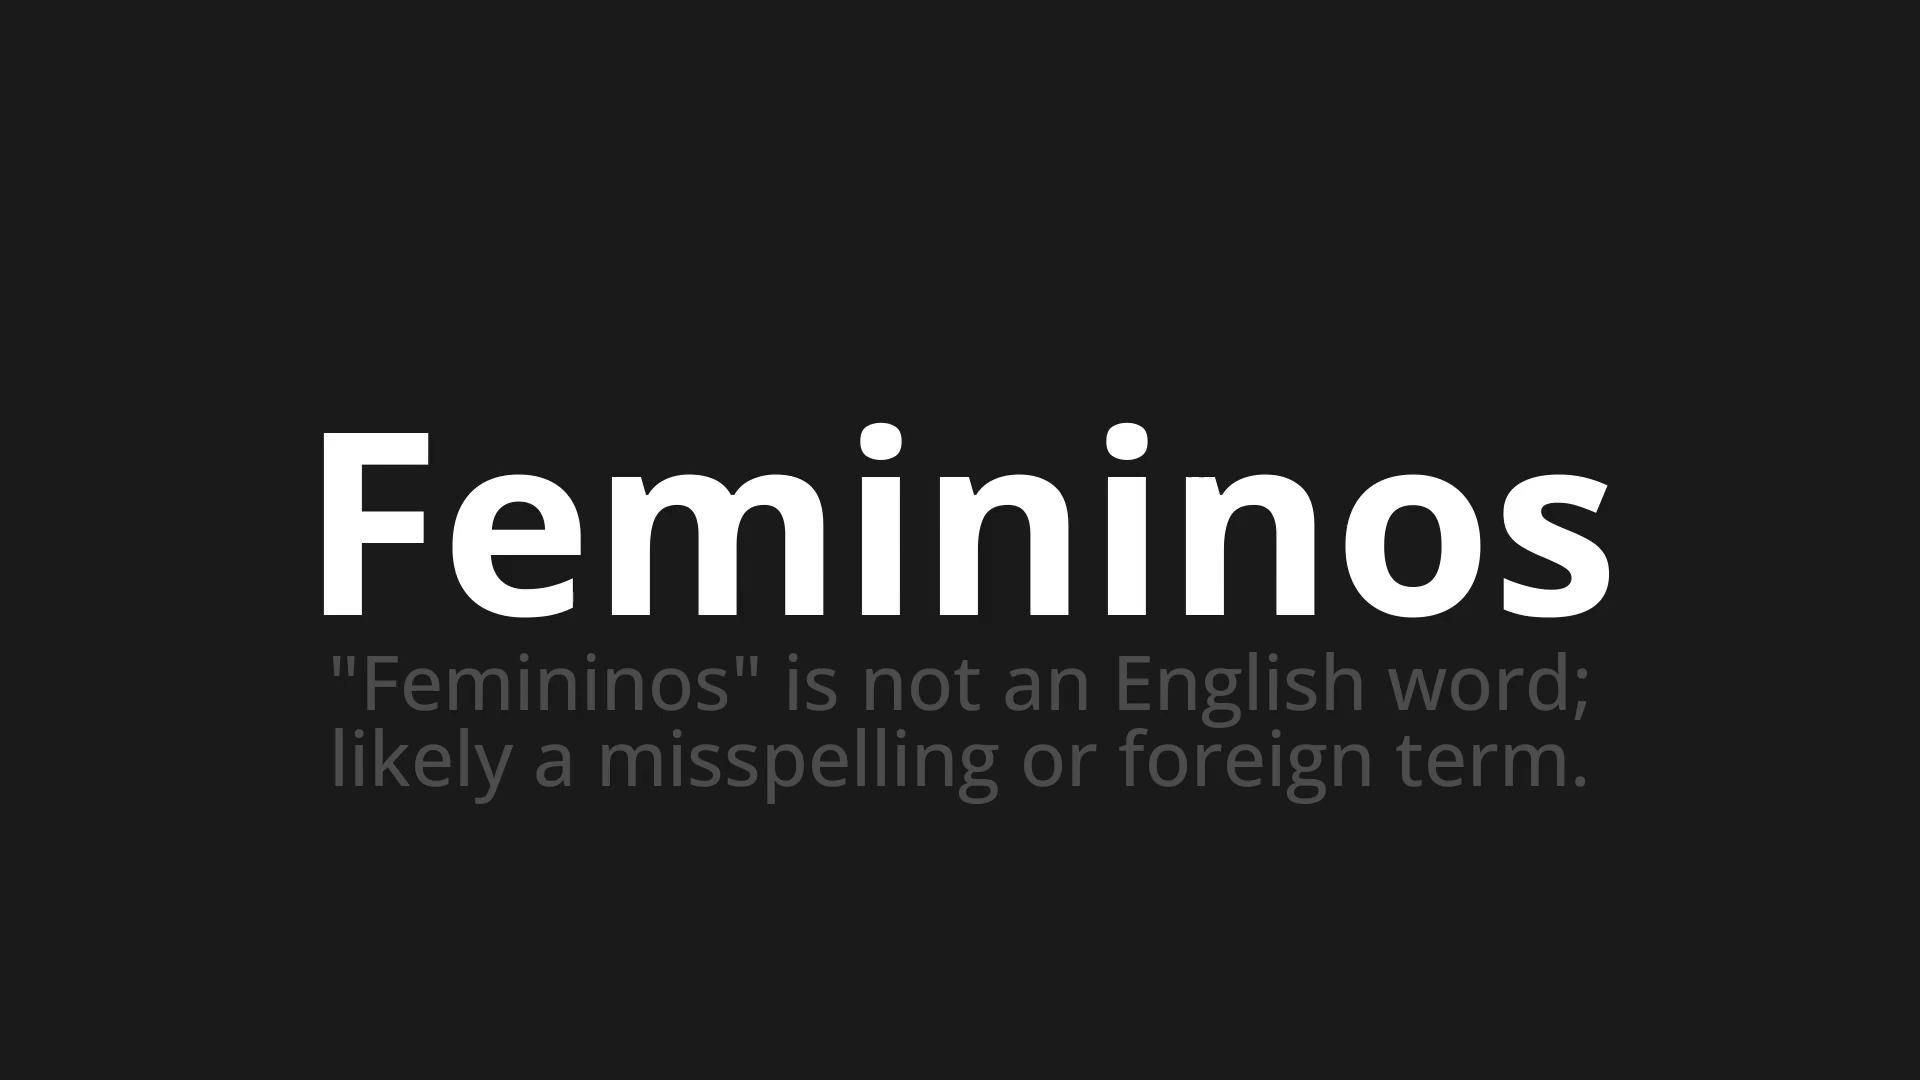 Femininos
"Femininos" is not an English word;
likely a misspelling or foreign term.